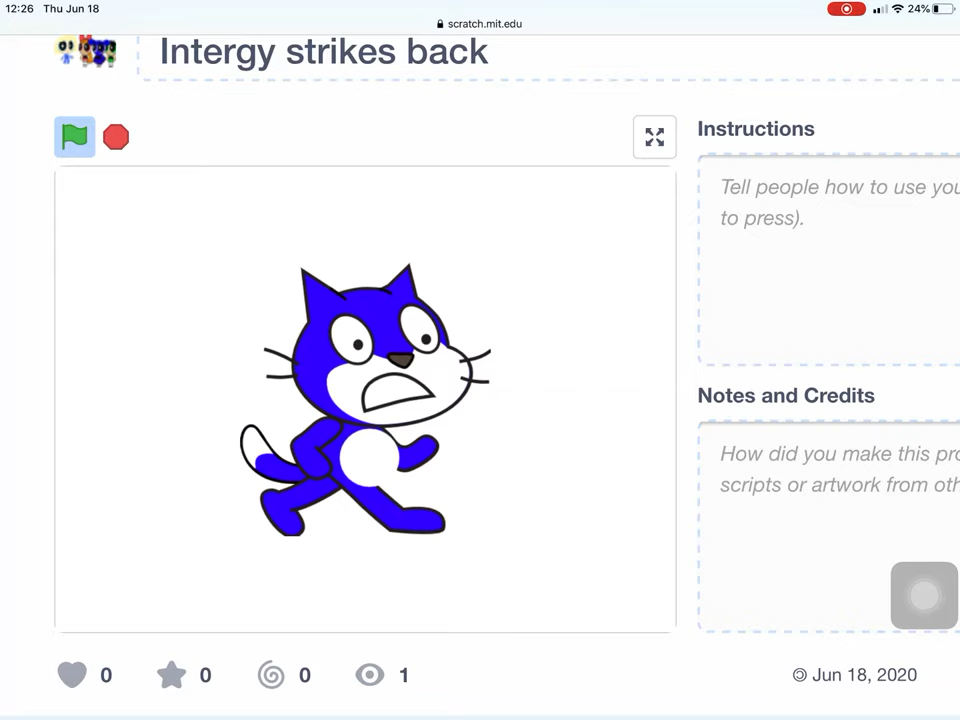 12:26 Thu Jun 18
24%
scratch.mit.edu
Intergy strikes back
Instructions
Tell people how to use you
to press).
Notes and Credits
How did you make this pro
scripts or artwork from oth
0 0 0 1
Jun 18, 2020